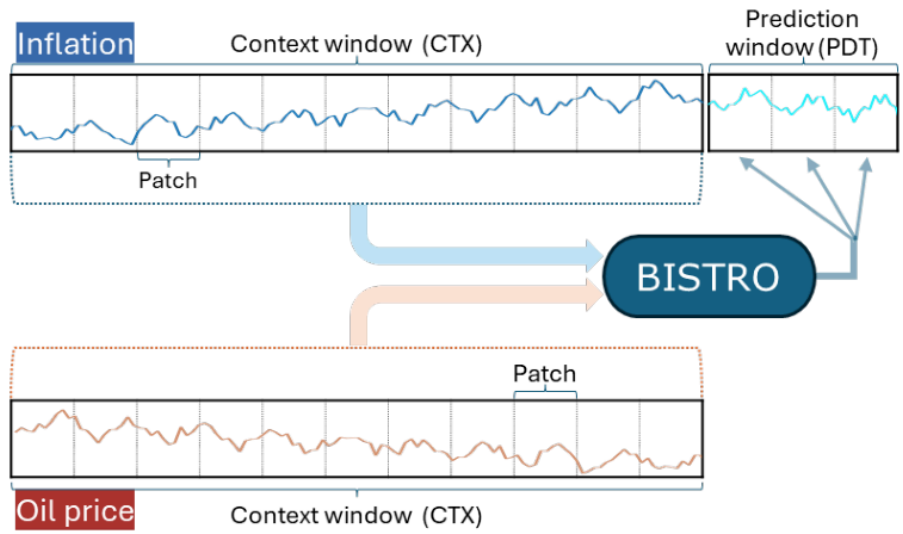 Inflation
Context window (CTX)
Prediction
window (PDT)
Patch
BISTRO
Patch
Oil price
Context window (CTX)